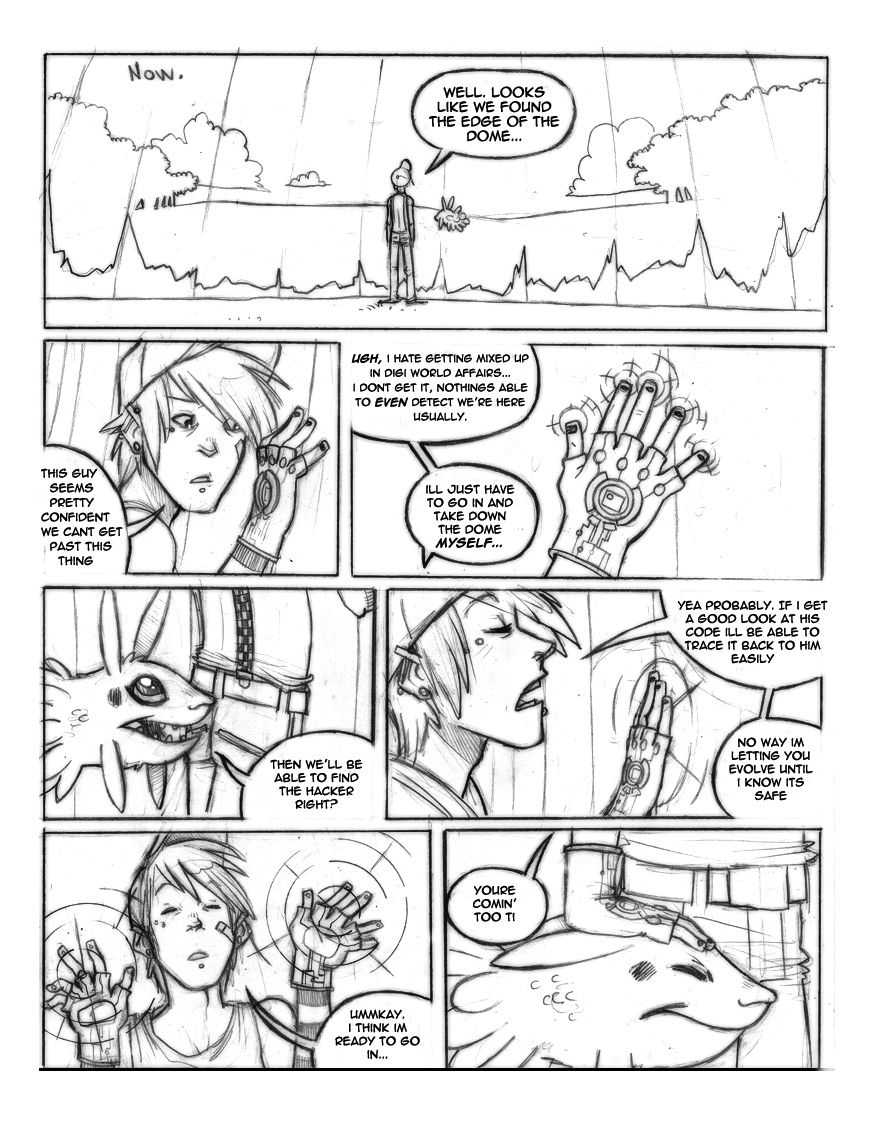 Now.
WELL. LOOKS
LIKE WE FOUND
THE EDGE OF THE
DOME...
THIS GUY
SEEMS
PRETTY
CONFIDENT
WE CANT GET
PAST THIS
THING
UGH, I HATE GETTING MIXED UP
IN DIGI WORLD AFFAIRS...
I DONT GET IT, NOTHINGS ABLE
TO EVEN DETECT WE'RE HERE
USUALLY.
ILL JUST HAVE
TO GO IN AND
TAKE DOWN
THE DOME
MYSELF...
THEN WE'LL BE
ABLE TO FIND
THE HACKER
RIGHT?
YEA PROBABLY. IF I GET
A GOOD LOOK AT HIS
CODE ILL BE ABLE TO
TRACE IT BACK TO HIM
EASILY
NO WAY IM
LETTING YOU
EVOLVE UNTIL
I KNOW ITS
SAFE
UMMKAY.
I THINK IM
READY TO GO
IN...
YOURE
COMIN'
TOO TI